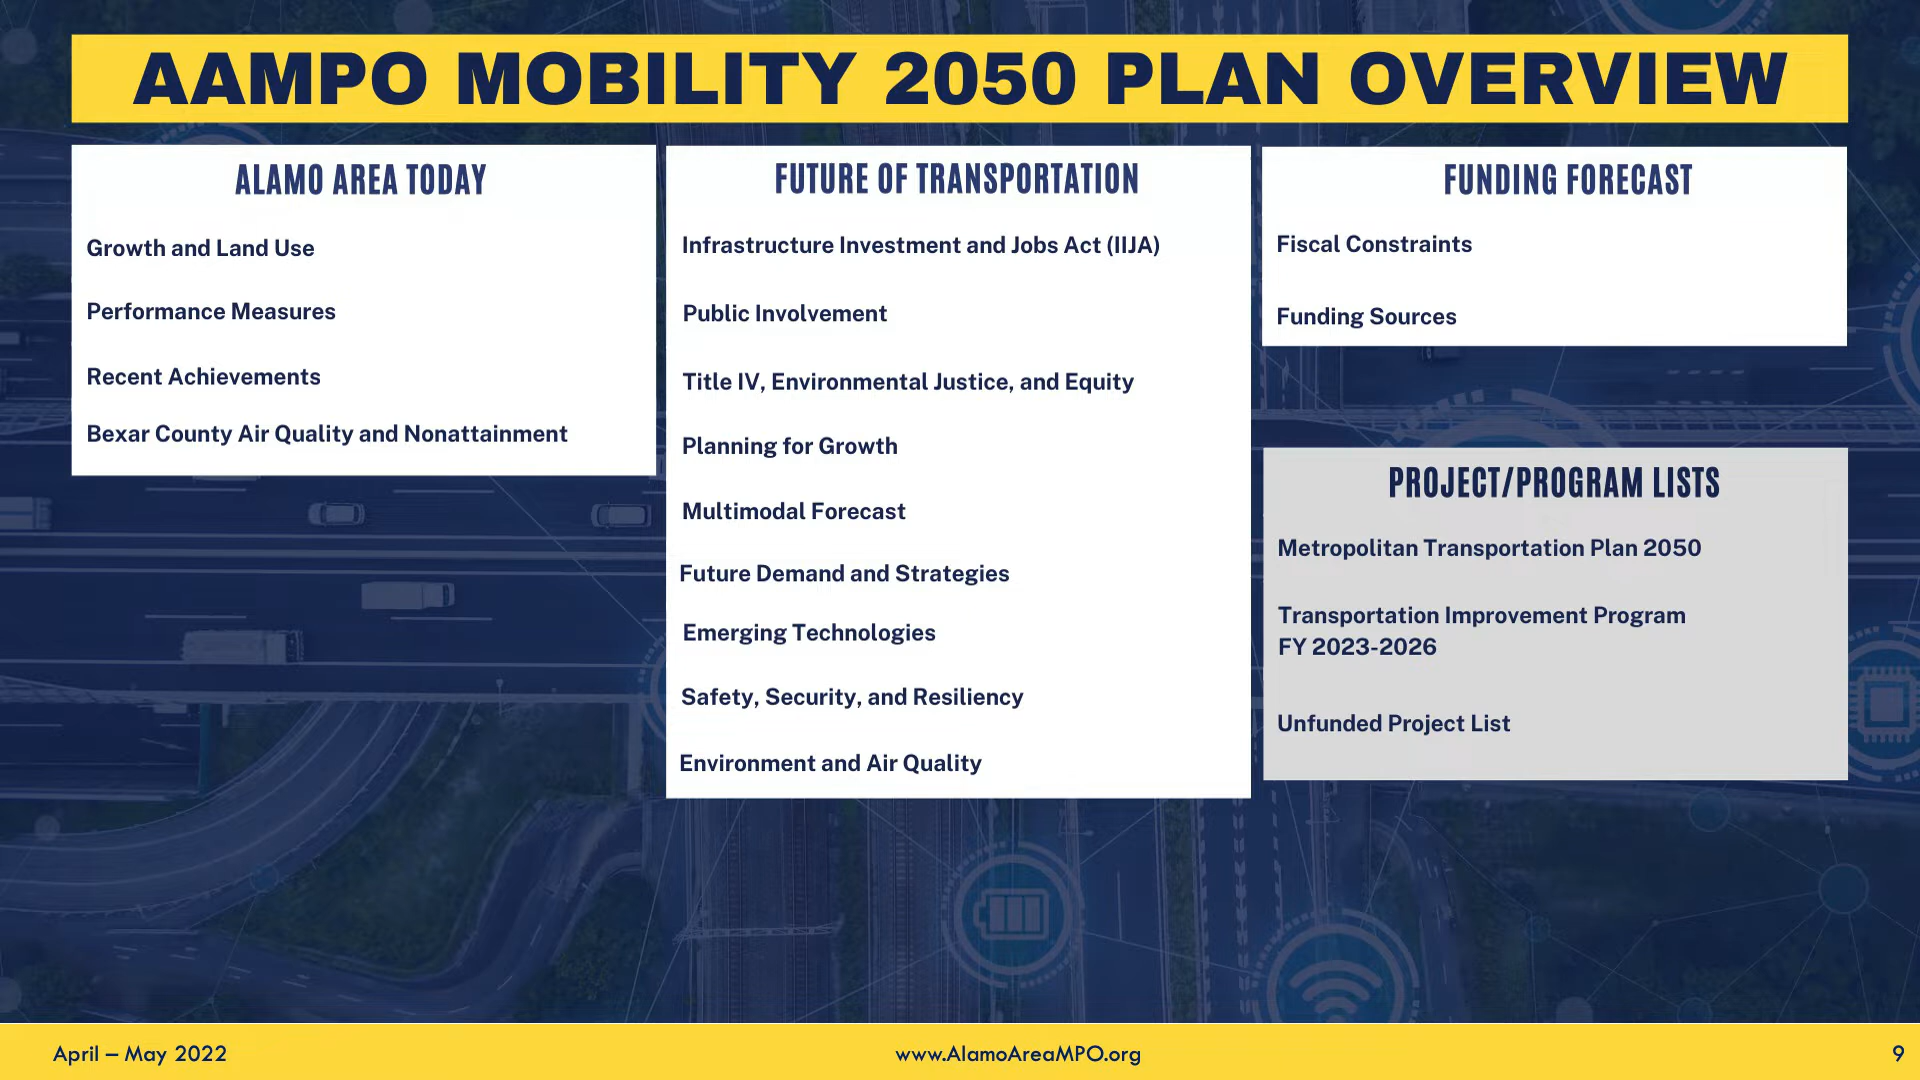 AAMPO MOBILITY 2050 PLAN OVERVIEW
ALAMO AREA TODAY
Growth and Land Use
Performance Measures
Recent Achievements
Bexar County Air Quality and Nonattainment
FUTURE OF TRANSPORTATION
Infrastructure Investment and Jobs Act (IIJA)
Public Involvement
Title IV, Environmental Justice, and Equity
Planning for Growth
Multimodal Forecast
Future Demand and Strategies
Emerging Technologies
Safety, Security, and Resiliency
Environment and Air Quality
FUNDING FORECAST
Fiscal Constraints
Funding Sources
PROJECT/PROGRAM LISTS
Metropolitan Transportation Plan 2050
Transportation Improvement Program
FY 2023-2026
Unfunded Project List
April – May 2022
www.AlamoAreaMPO.org
9